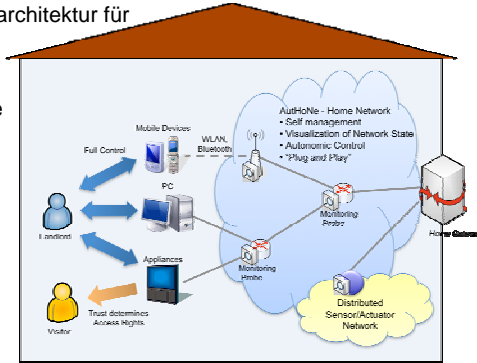 architektur für
e
AutHoNe - Home Network
• Self management
• Visualization of Network State
• Autonomic Control
• "Plug and Play"
Mobile Devices
WLAN,
Bluetooth
Full Control
PC
Landlord
Monitoring
Probe
Home Gateway
Appliances
Monitoring
Probe
Trust determines
Access Rights
Visitor
Distributed
Sensor/Actuator
Network